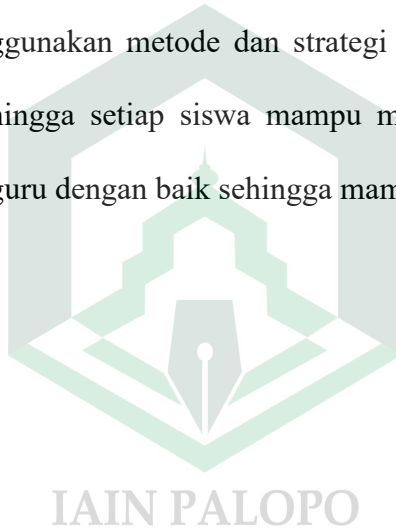 ggunakan metode dan strategi
hingga setiap siswa mampu m
guru dengan baik sehingga mam
IAIN PALOPO